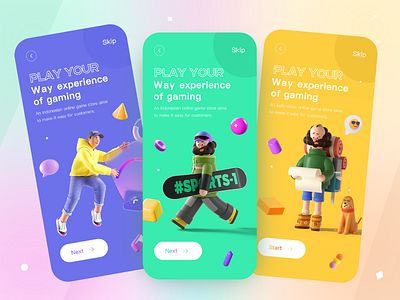 Skip
PLAY YOUR
Way experience
of gaming
An Indonesian online game store aims
to make it easy for customers.
Next
Skip
PLAY YOUR
Way experience
of gaming
An Indonesian online game store aims
to make it easy for customers.
#SPORTS-1
Next
Skip
PLAY YOUR
Way experience
of gaming
An Indonesian online game store aims
to make it easy for customers.
Start